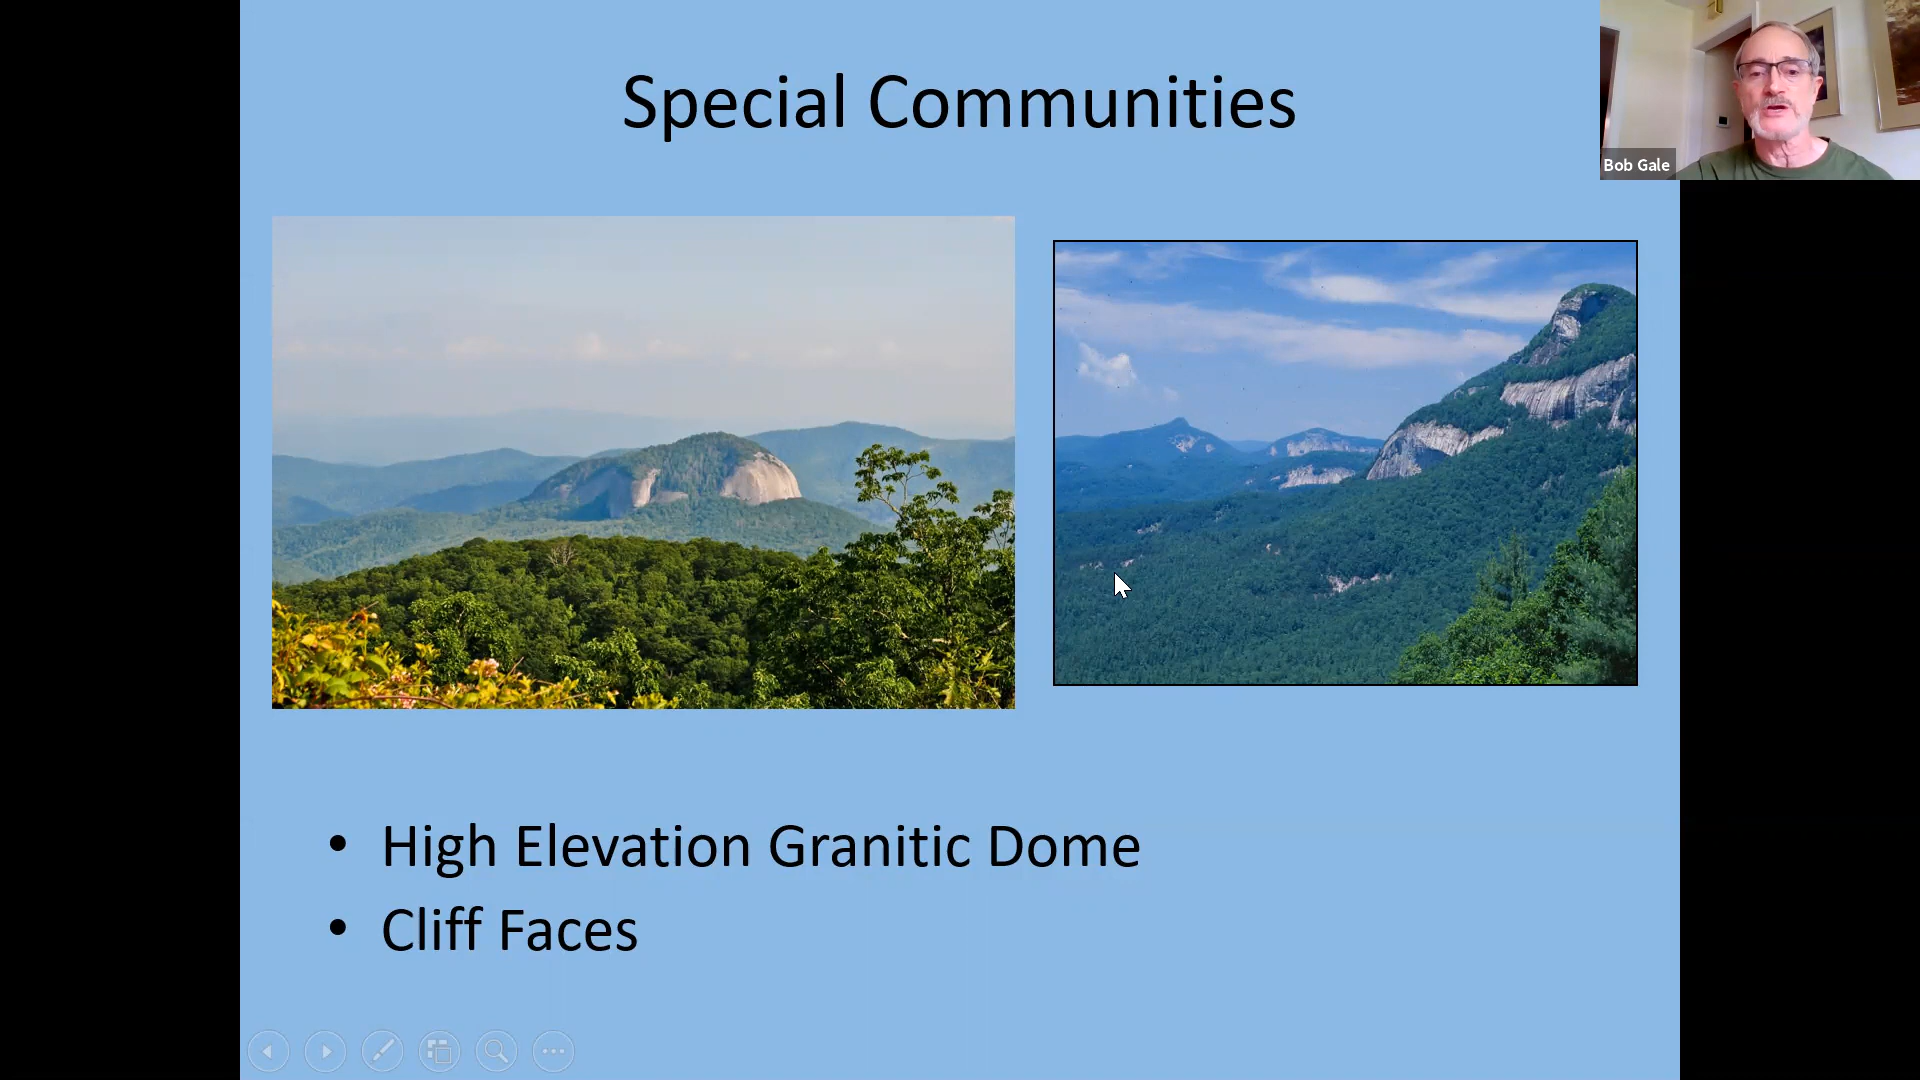 Special Communities
Bob Gale
• High Elevation Granitic Dome
• Cliff Faces